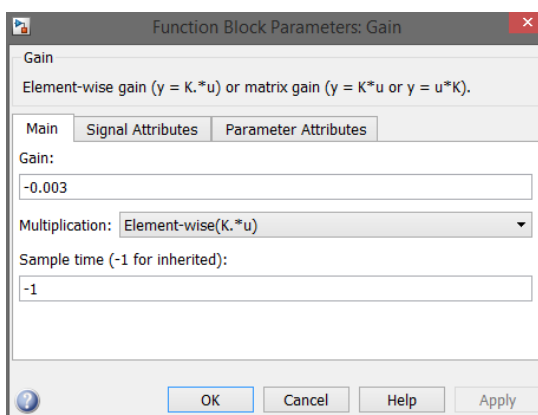 Function Block Parameters: Gain
Gain
Element-wise gain (y = K.*u) or matrix gain (y = K*u or y = u*K).
Main Signal Attributes Parameter Attributes
Gain:
-0.003
Multiplication: Element-wise(K.*u)
Sample time (-1 for inherited):
-1
OK Cancel Help Apply